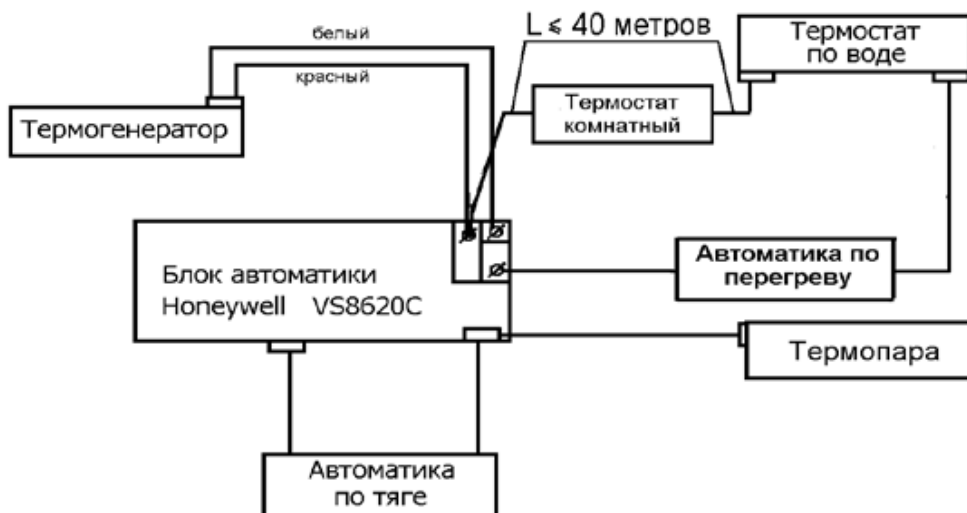 белый
красный
L ⩽ 40 метров
Термостат
по воде
Термостат
комнатный
Термогенератор
Блок автоматики
Honeywell VS8620C
Автоматика по
перегреву
Термопара
Автоматика
по тяге